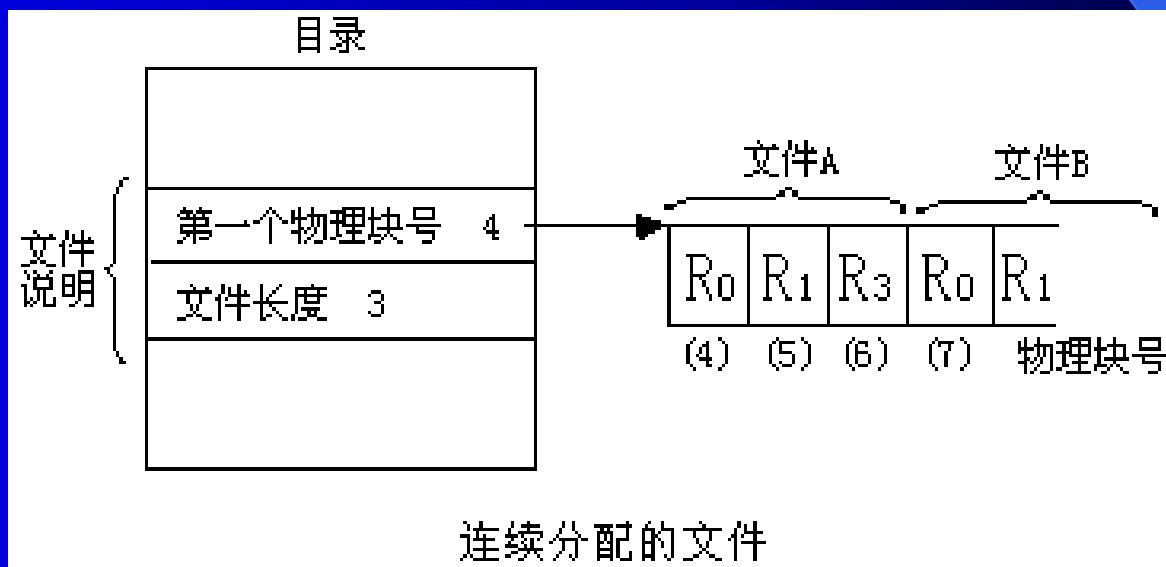 目录
文件A
文件B
第一个物理块号 4
文件
说明
文件长度 3
R0 R1 R3 R0 R1
(4) (5) (6) (7) 物理块号
连续分配的文件